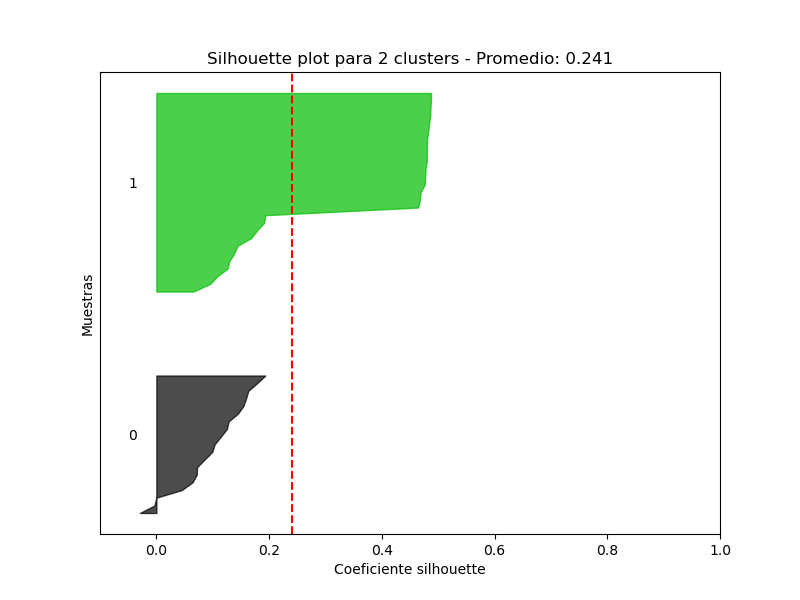 Silhouette plot para 2 clusters - Promedio: 0.241
1
Muestras
0
0.0 0.2 0.4 0.6 0.8 1.0
Coeficiente silhouette